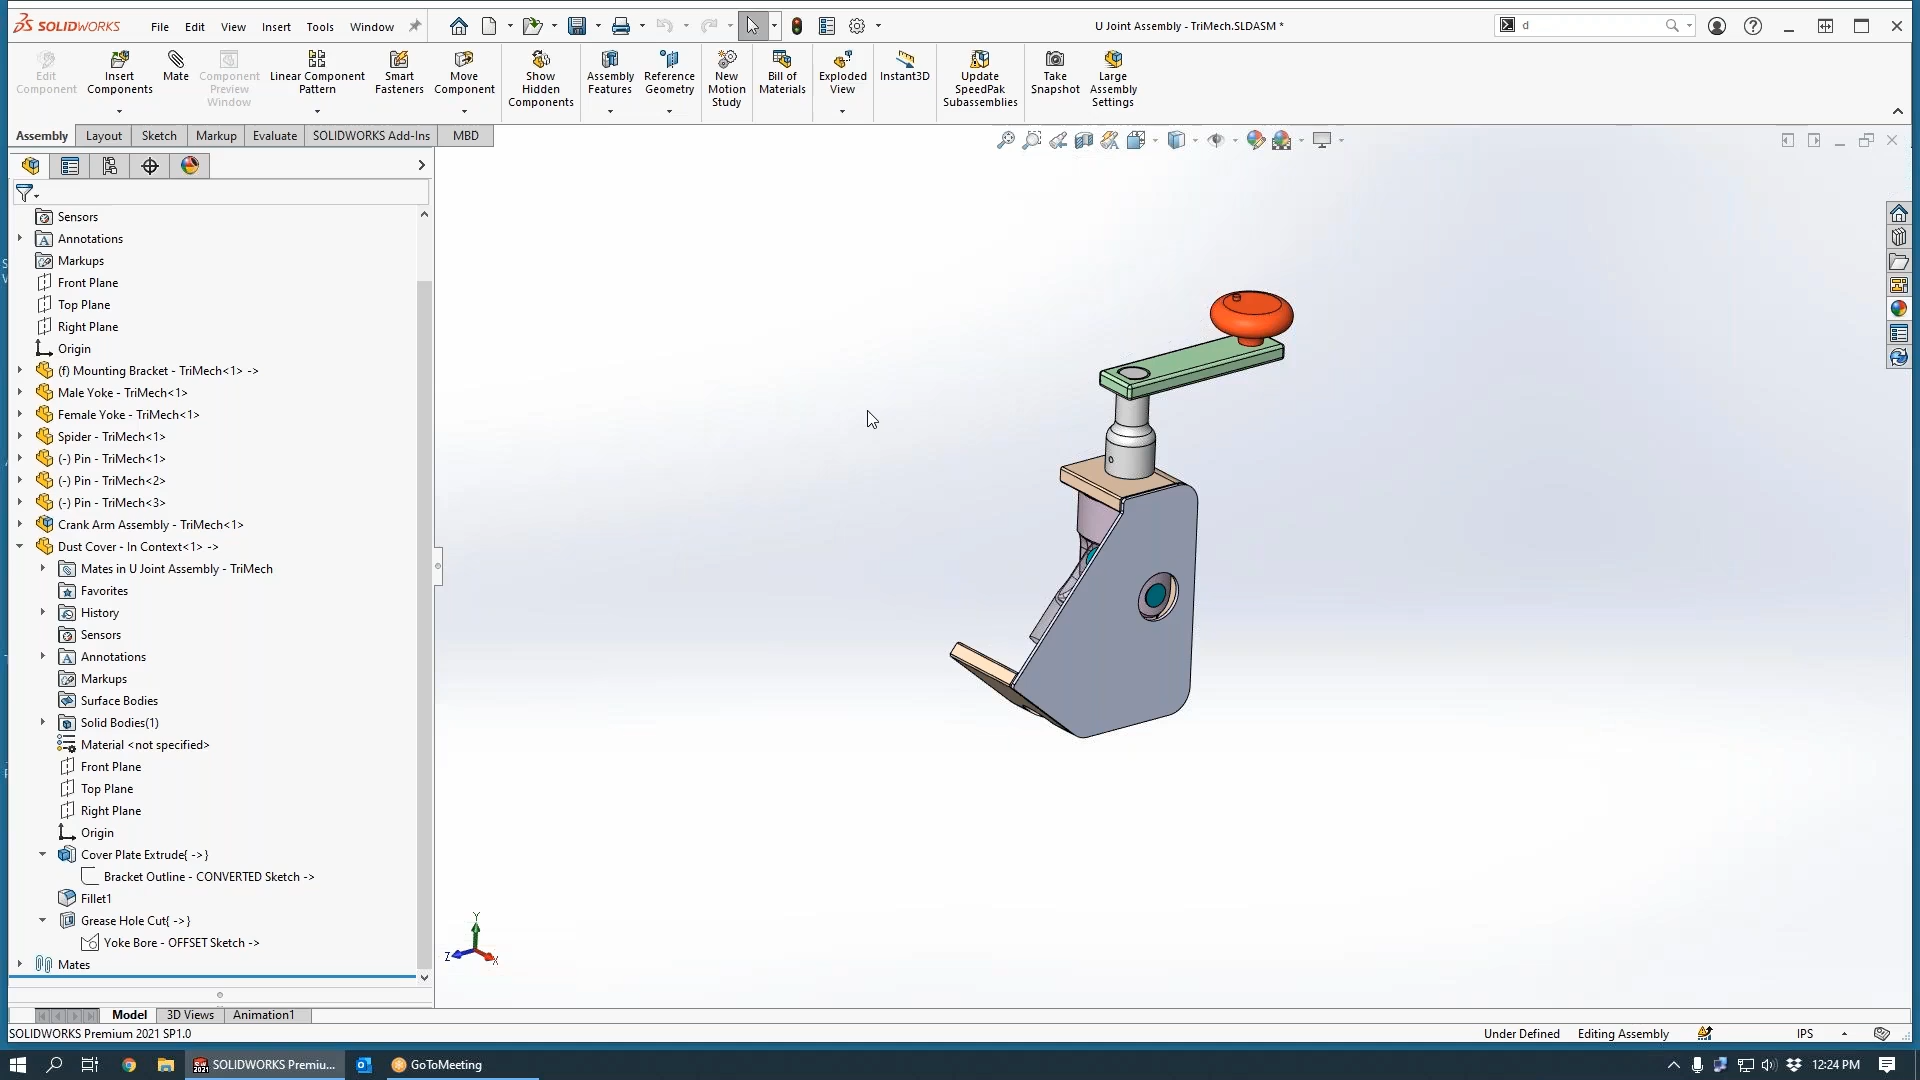 SOLIDWORKS File Edit View Insert Tools Window U Joint Assembly - TriMech.SLDASM * d
Edit Component
Insert Components
Mate
Component Preview Window
Linear Component Pattern
Smart Fasteners
Move Component
Show Hidden Components
Assembly Features
Reference Geometry
New Motion Study
Bill of Materials
Exploded View
Instant3D
Update SpeedPak Subassemblies
Take Snapshot
Large Assembly Settings
Assembly Layout Sketch Markup Evaluate SOLIDWORKS Add-Ins MBD
Sensors
Annotations
Markups
Front Plane
Top Plane
Right Plane
Origin
(f) Mounting Bracket - TriMech<1> ->
Male Yoke - TriMech<1>
Female Yoke - TriMech<1>
Spider - TriMech<1>
(-) Pin - TriMech<1>
(-) Pin - TriMech<2>
(-) Pin - TriMech<3>
Crank Arm Assembly - TriMech<1>
Dust Cover - In Context<1> ->
Mates in U Joint Assembly - TriMech
Favorites
History
Sensors
Annotations
Markups
Surface Bodies
Solid Bodies(1)
Material <not specified>
Front Plane
Top Plane
Right Plane
Origin
Cover Plate Extrude{ ->}
Bracket Outline - CONVERTED Sketch ->
Fillet1
Grease Hole Cut{ ->}
Yoke Bore - OFFSET Sketch ->
Mates
Y
Z
X
Model 3D Views Animation1
SOLIDWORKS Premium 2021 SP1.0 Under Defined Editing Assembly IPS
SOLIDWORKS Premiu... GoToMeeting 12:24 PM